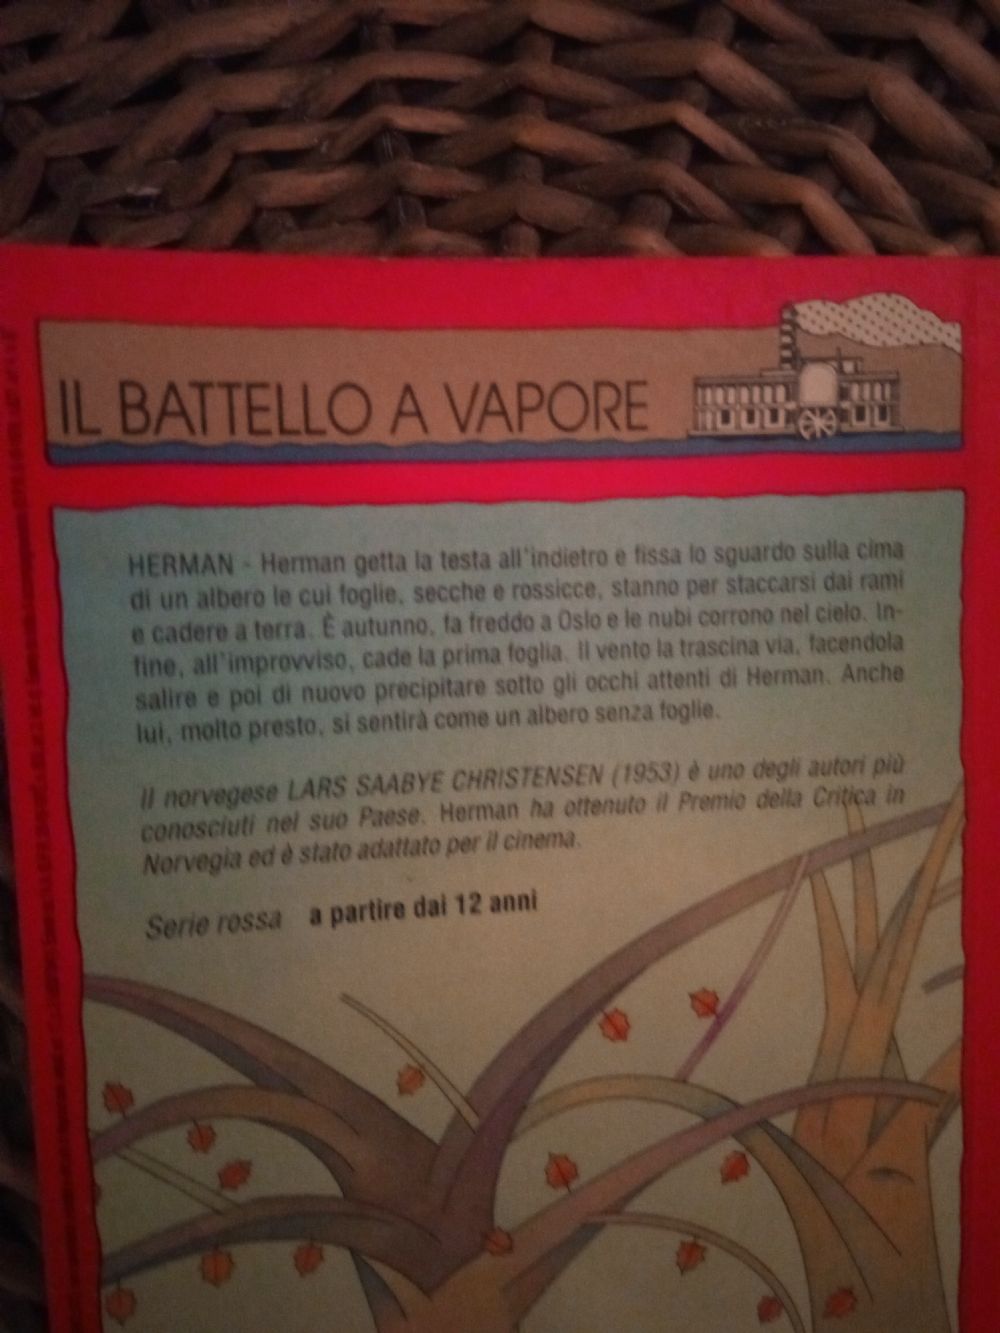 IL BATTELLO A VAPORE
HERMAN - Herman getta la testa all'indietro e fissa lo sguardo sulla cima
di un albero le cui foglie, secche e rossicce, stanno per staccarsi dai rami
e cadere a terra. È autunno, fa freddo a Oslo e le nubi corrono nel cielo. In-
fine, all'improvviso, cade la prima foglia. Il vento la trascina via, facendola
salire e poi di nuovo precipitare sotto gli occhi attenti di Herman. Anche
lui, molto presto, si sentirà come un albero senza foglie.
Il norvegese LARS SAABYE CHRISTENSEN (1953) è uno degli autori più
conosciuti nel suo Paese. Herman ha ottenuto il Premio della Critica in
Norvegia ed è stato adattato per il cinema.
Serie rossa a partire dai 12 anni